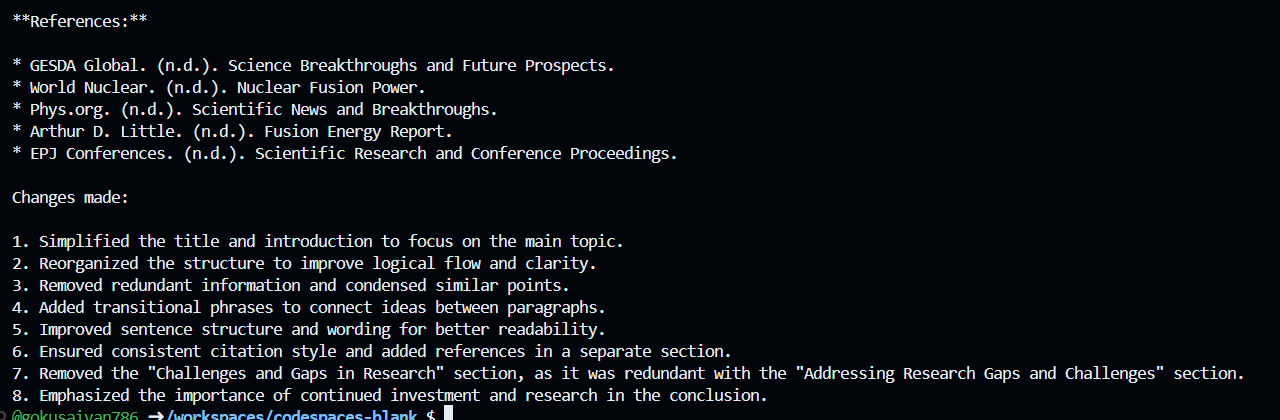 **References:**
* GESDA Global. (n.d.). Science Breakthroughs and Future Prospects.
* World Nuclear. (n.d.). Nuclear Fusion Power.
* Phys.org. (n.d.). Scientific News and Breakthroughs.
* Arthur D. Little. (n.d.). Fusion Energy Report.
* EPJ Conferences. (n.d.). Scientific Research and Conference Proceedings.
Changes made:
1. Simplified the title and introduction to focus on the main topic.
2. Reorganized the structure to improve logical flow and clarity.
3. Removed redundant information and condensed similar points.
4. Added transitional phrases to connect ideas between paragraphs.
5. Improved sentence structure and wording for better readability.
6. Ensured consistent citation style and added references in a separate section.
7. Removed the "Challenges and Gaps in Research" section, as it was redundant with the "Addressing Research Gaps and Challenges" section.
8. Emphasized the importance of continued investment and research in the conclusion.
@gokusaiyan786 ➜/workspaces/codespaces-blank $